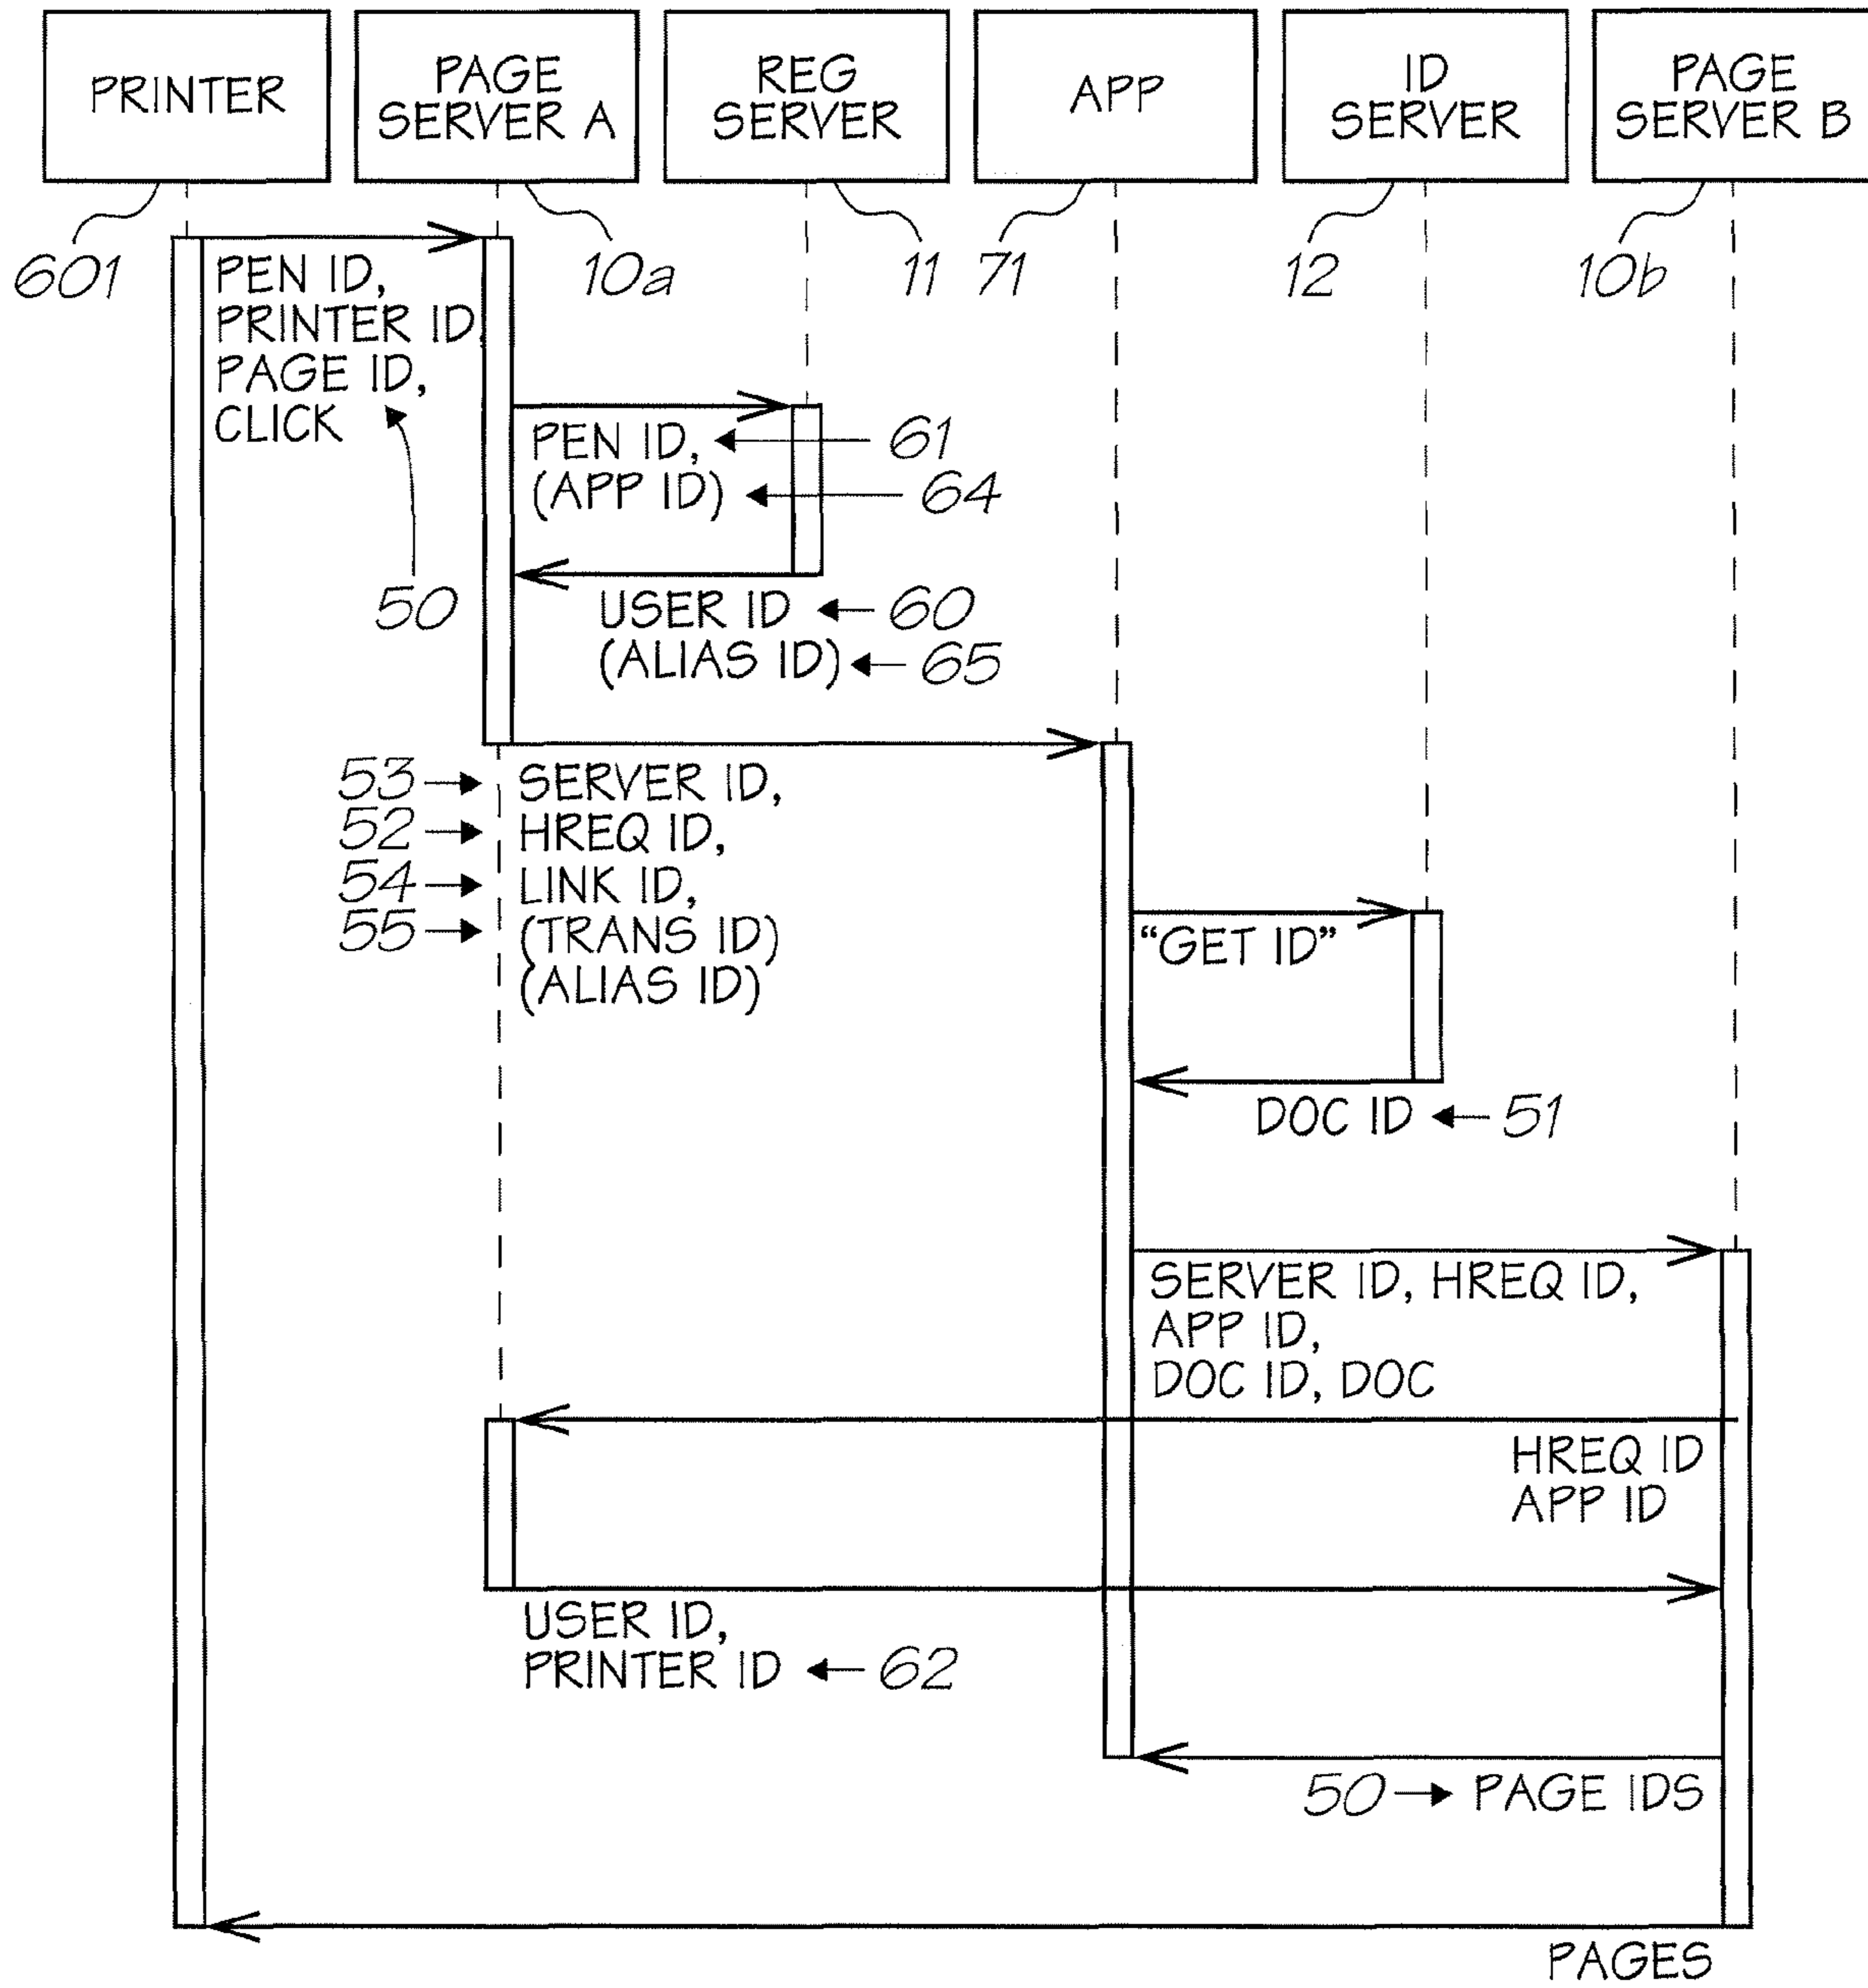 PRINTER
PAGE
SERVER A
REG
SERVER
APP
ID
SERVER
PAGE
SERVER B
601
10a
11
71
12
10b
PEN ID,
PRINTER ID,
PAGE ID,
CLICK
50
PEN ID,
61
(APP ID)
64
USER ID
60
(ALIAS ID)
65
53
SERVER ID,
52
HREQ ID,
54
LINK ID,
55
(TRANS ID)
(ALIAS ID)
"GET ID"
DOC ID
51
SERVER ID, HREQ ID,
APP ID,
DOC ID, DOC
HREQ ID
APP ID
USER ID,
PRINTER ID
62
50
PAGE IDS
PAGES